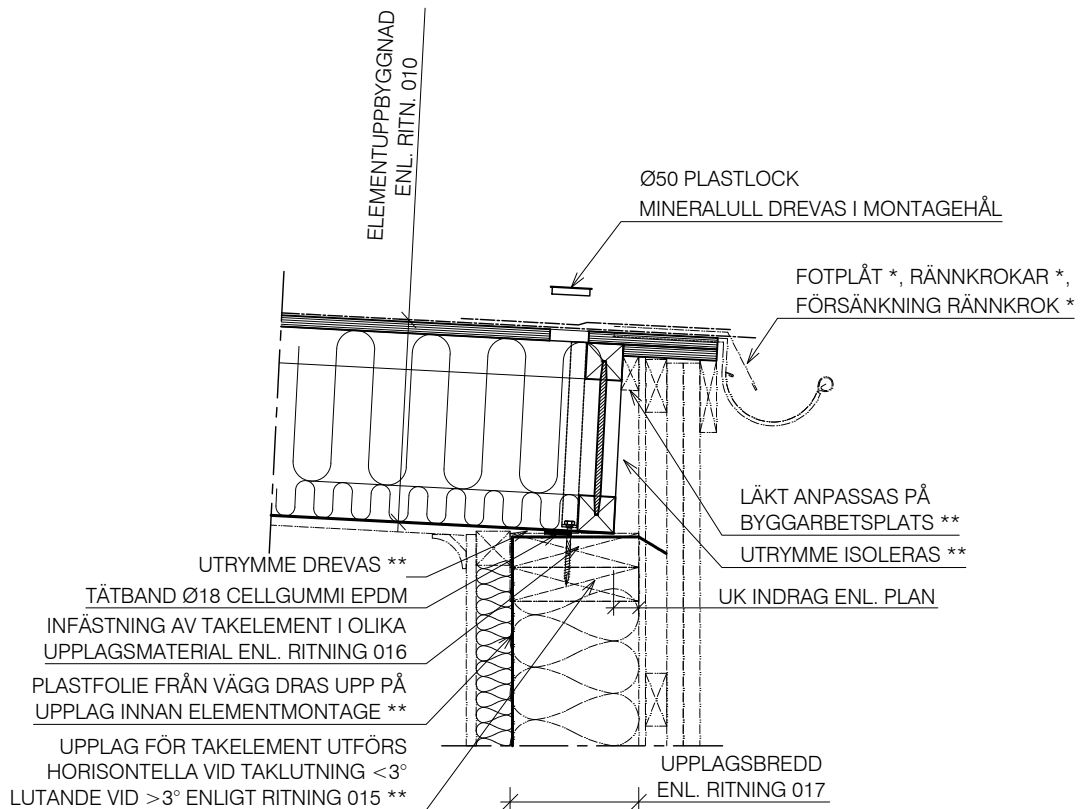 ELEMENTUPPBYGGNAD
ENL. RITN. 010
Ø50 PLASTLOCK
MINERALULL DREVAS I MONTAGEHÅL
FOTPLÅT *, RÄNNKROKAR *,
FÖRSÄNKNING RÄNNKROK *
LÄKT ANPASSAS PÅ
BYGGARBETSPLATS **
UTRYMME ISOLERAS **
UK INDRAG ENL. PLAN
UTRYMME DREVAS **
TÄTBAND Ø18 CELLGUMMI EPDM
INFÄSTNING AV TAKELEMENT I OLIKA
UPPLAGSMATERIAL ENL. RITNING 016
PLASTFOLIE FRÅN VÄGG DRAS UPP PÅ
UPPLAG INNAN ELEMENTMONTAGE **
UPPLAG FÖR TAKELEMENT UTFÖRS
HORISONTELLA VID TAKLUTNING <3°
LUTANDE VID >3° ENLIGT RITNING 015 **
UPPLAGSBREDD
ENL. RITNING 017